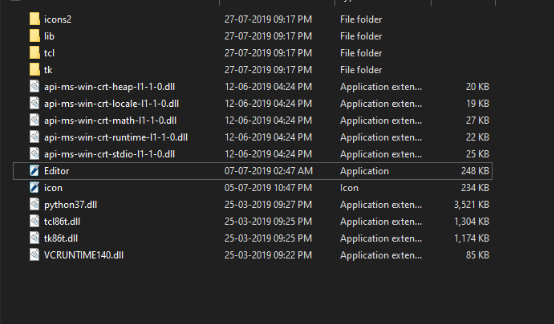 icons2 27-07-2019 09:17 PM File folder
lib 27-07-2019 09:17 PM File folder
tcl 27-07-2019 09:17 PM File folder
tk 27-07-2019 09:17 PM File folder
api-ms-win-crt-heap-l1-1-0.dll 12-06-2019 04:24 PM Application exten... 20 KB
api-ms-win-crt-locale-l1-1-0.dll 12-06-2019 04:24 PM Application exten... 19 KB
api-ms-win-crt-math-l1-1-0.dll 12-06-2019 04:24 PM Application exten... 27 KB
api-ms-win-crt-runtime-l1-1-0.dll 12-06-2019 04:24 PM Application exten... 22 KB
api-ms-win-crt-stdio-l1-1-0.dll 12-06-2019 04:24 PM Application exten... 25 KB
Editor 07-07-2019 02:47 AM Application 248 KB
icon 05-07-2019 10:47 PM Icon 234 KB
python37.dll 25-03-2019 09:27 PM Application exten... 3,521 KB
tcl86t.dll 25-03-2019 09:25 PM Application exten... 1,304 KB
tk86t.dll 25-03-2019 09:25 PM Application exten... 1,174 KB
VCRUNTIME140.dll 25-03-2019 09:22 PM Application exten... 85 KB